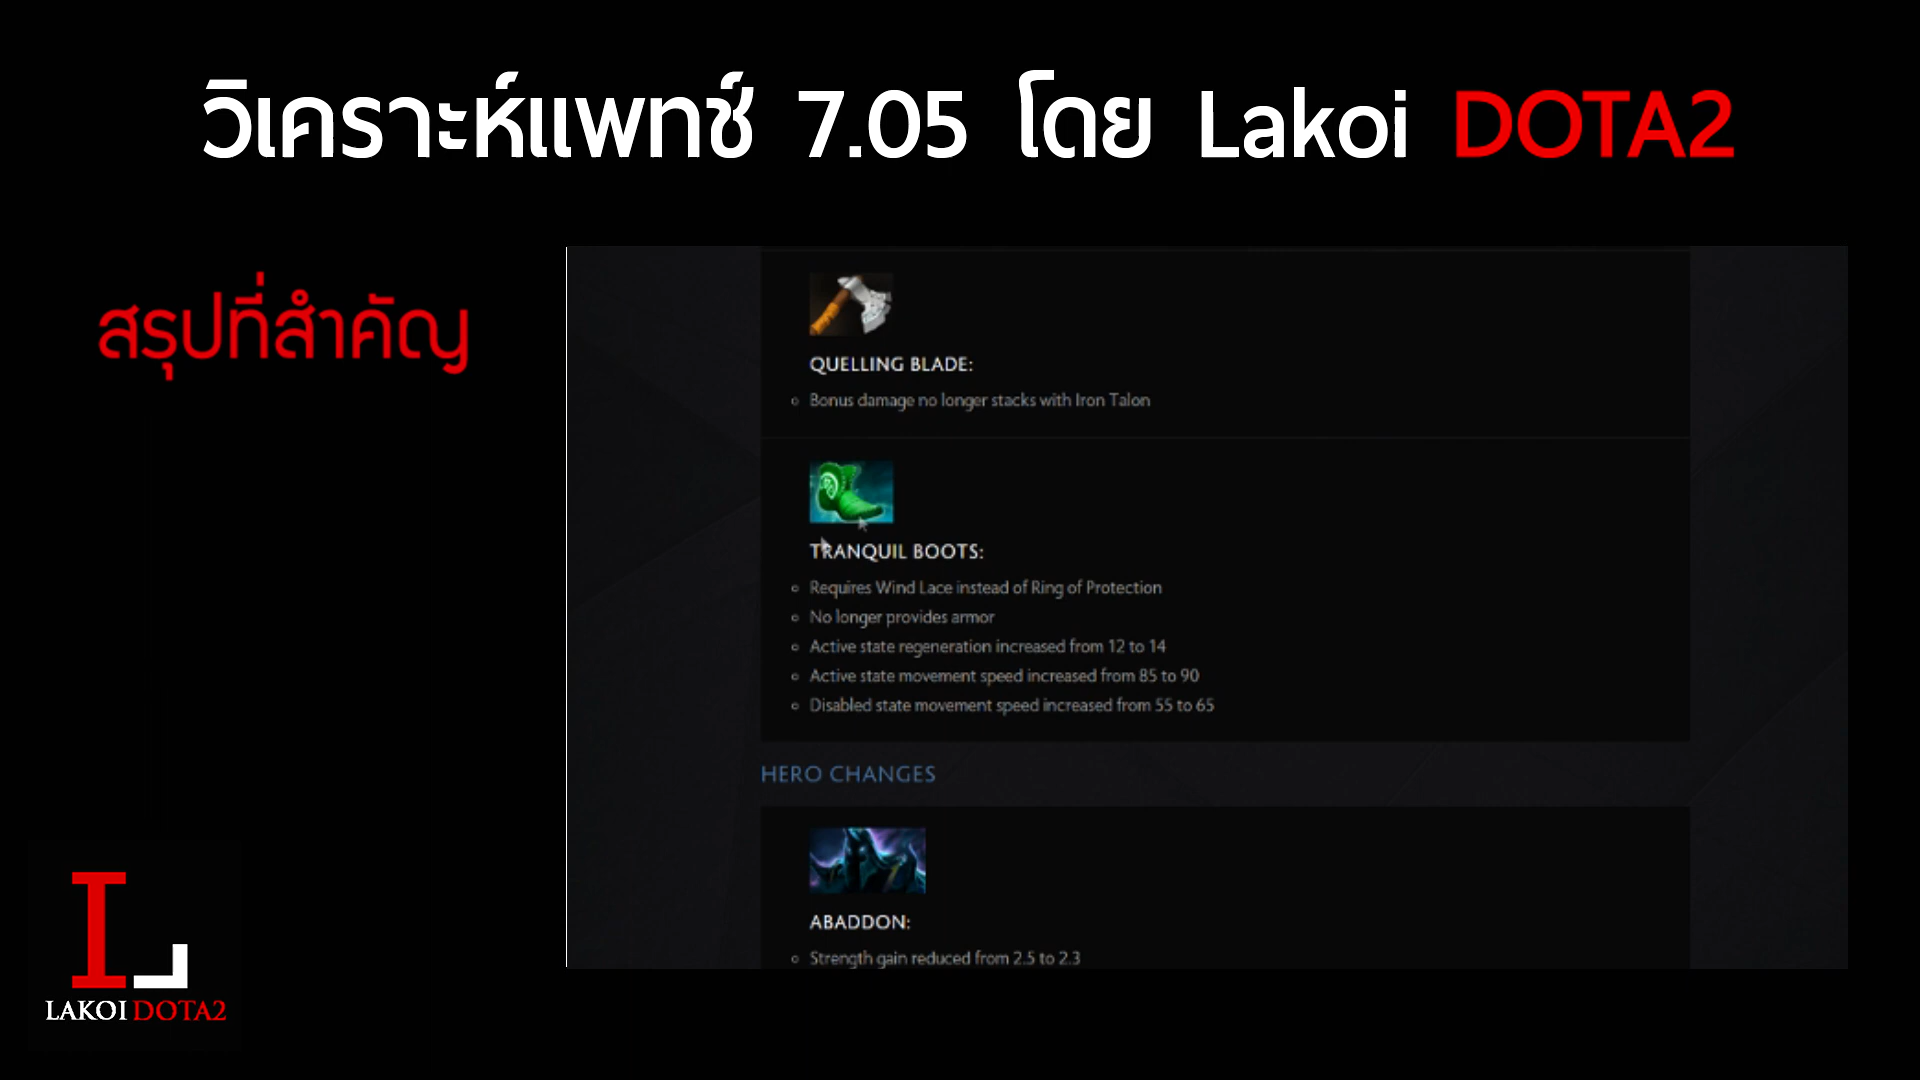 วิเคราะห์แพทช์ 7.05 โดย Lakoi DOTA2
สรุปที่สำคัญ
QUELLING BLADE:
Bonus damage no longer stacks with Iron Talon
TRANQUIL BOOTS:
Requires Wind Lace instead of Ring of Protection
No longer provides armor
Active state regeneration increased from 12 to 14
Active state movement speed increased from 85 to 90
Disabled state movement speed increased from 55 to 65
HERO CHANGES
ABADDON:
Strength gain reduced from 2.5 to 2.3
LAKOI DOTA2